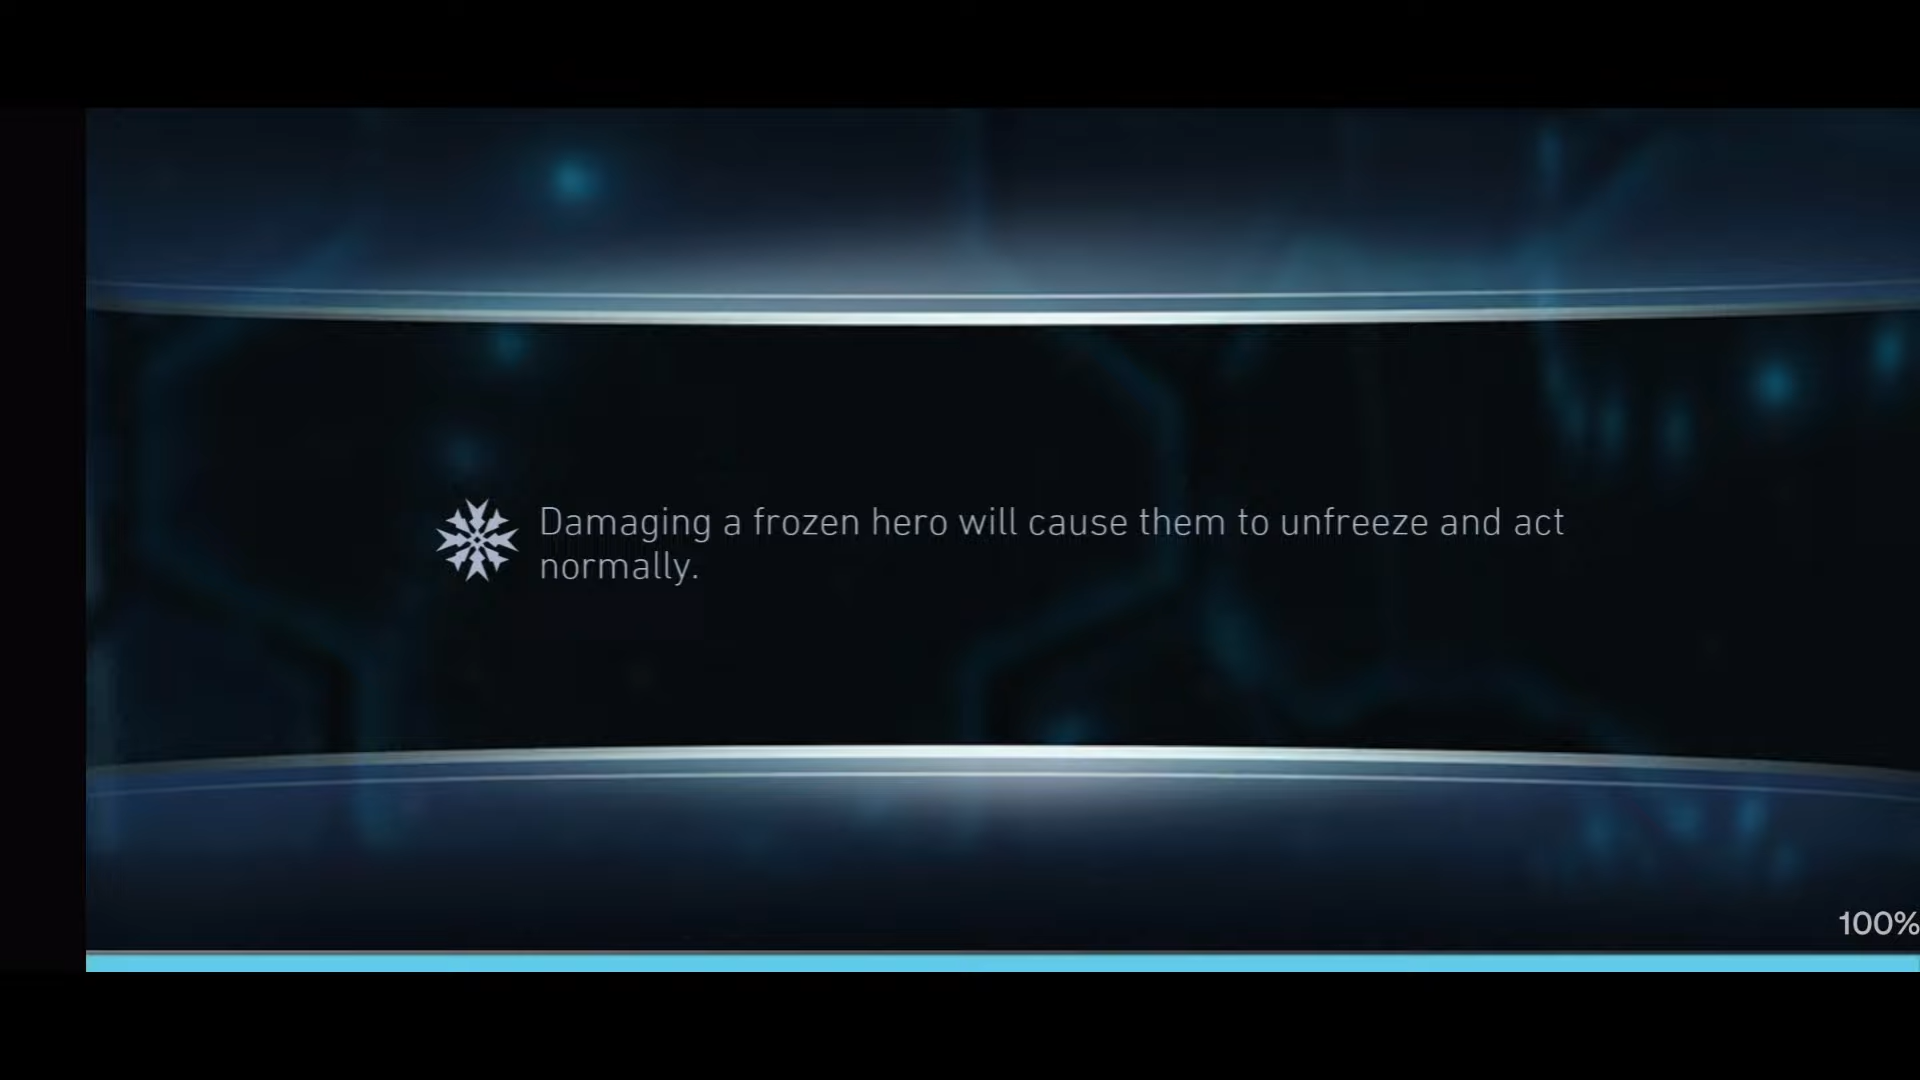 Damaging a frozen hero will cause them to unfreeze and act
normally.
100%